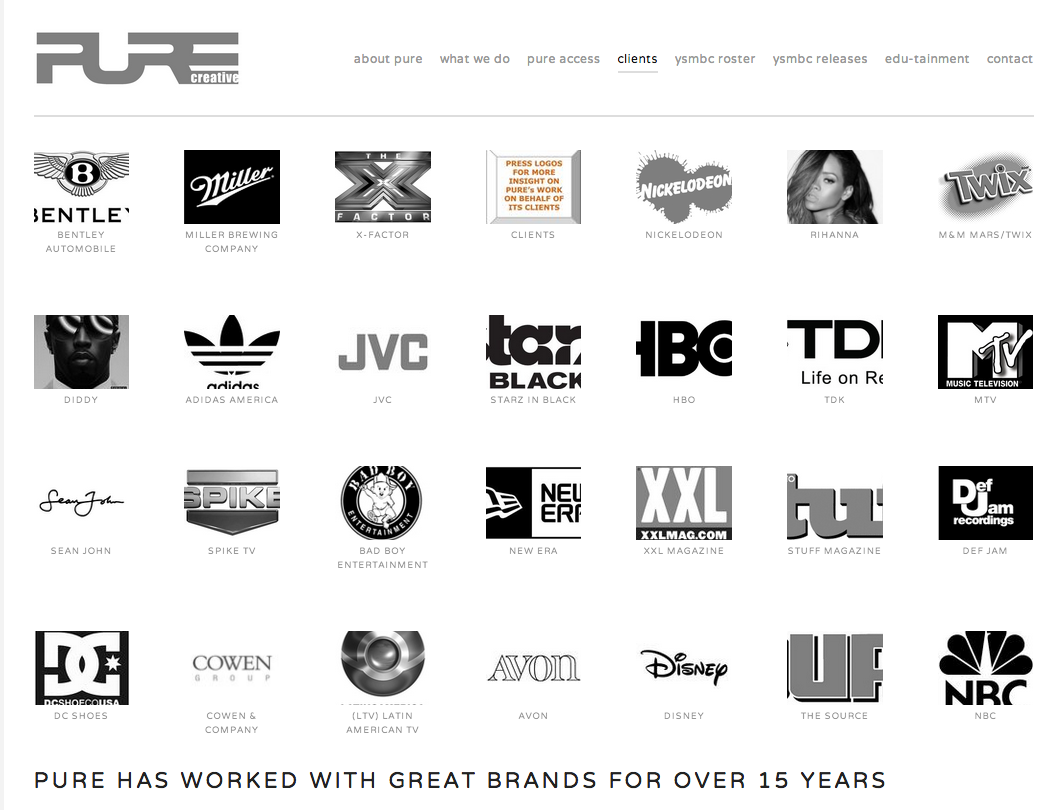 PURE
creative
about pure what we do pure access clients ysmbc roster ysmbc releases edu-tainment contact
B
BENTLEY
Miller
THE
X
FACTOR
PRESS LOGOS
FOR MORE
INSIGHT ON
PURE's WORK
ON BEHALF OF
ITS CLIENTS
NICKELODEON
TWIX
BENTLEY
AUTOMOBILE
MILLER BREWING
COMPANY
X-FACTOR
CLIENTS
NICKELODEON
RIHANNA
M&M MARS/TWIX
adidas
JVC
starz
BLACK
HBO
TDK
Life on Re
MTV
MUSIC TELEVISION
DIDDY
ADIDAS AMERICA
JVC
STARZ IN BLACK
HBO
TDK
MTV
Sean John
SPIKE
BAD BOY
ENTERTAINMENT
NEW
ERA
XXL
XXLMAG.COM
stuff
Def
Jam
recordings
SEAN JOHN
SPIKE TV
BAD BOY
ENTERTAINMENT
NEW ERA
XXL MAGAZINE
STUFF MAGAZINE
DEF JAM
DC
DCSHOECOUSA
COWEN
GROUP
AVON
Disney
UR
NBC
DC SHOES
COWEN &
COMPANY
(LTV) LATIN
AMERICAN TV
AVON
DISNEY
THE SOURCE
NBC
PURE HAS WORKED WITH GREAT BRANDS FOR OVER 15 YEARS